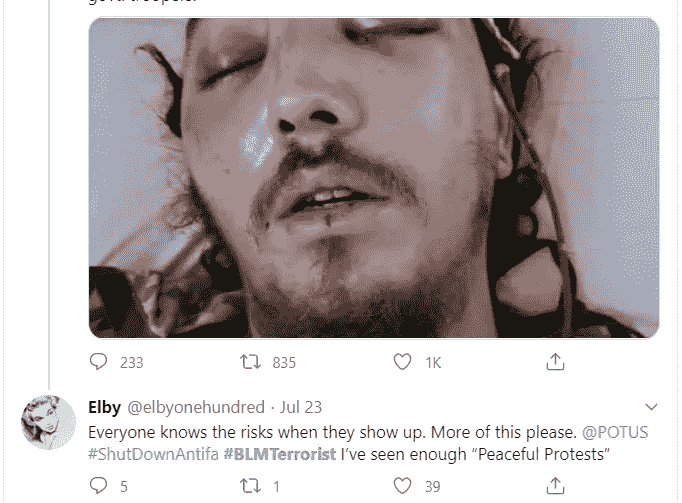 233 835 1K
Elby @elbyonehundred · Jul 23
Everyone knows the risks when they show up. More of this please. @POTUS
#ShutDownAntifa #BLMTerrorist I've seen enough “Peaceful Protests”
5 1 39